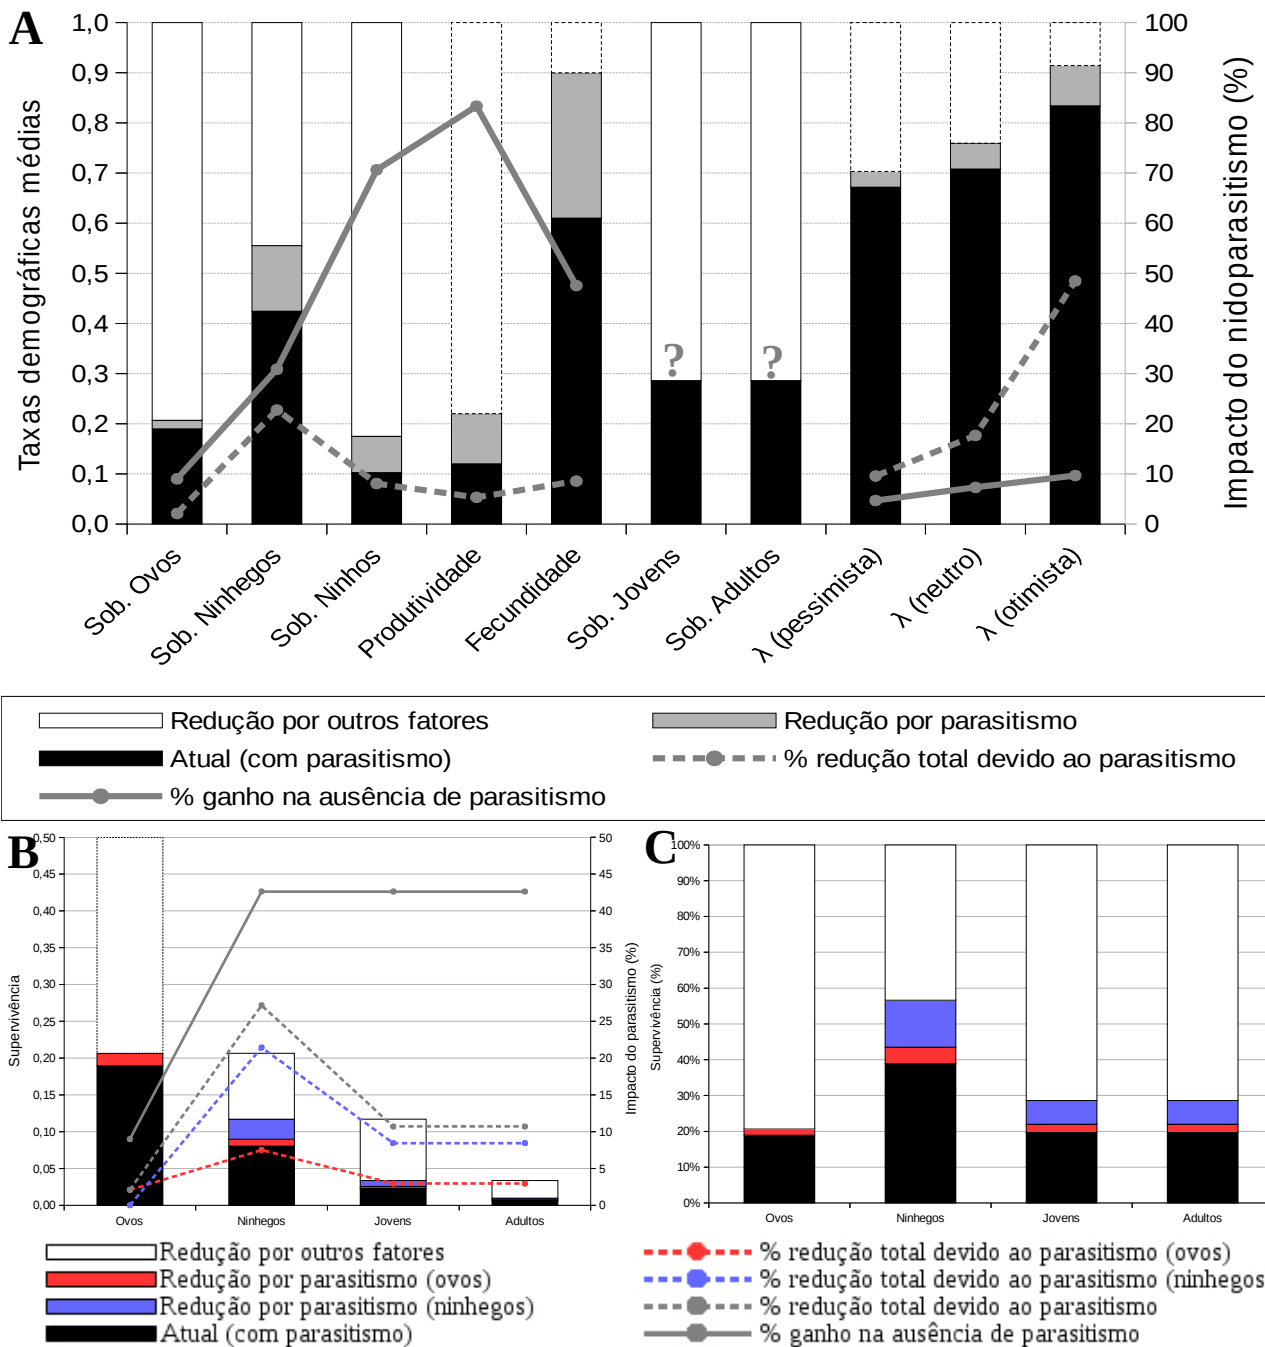 A
Taxas demográficas médias
1,0
0,9
0,8
0,7
0,6
0,5
0,4
0,3
0,2
0,1
0,0
? ?
100
90
80
70
60
50
40
30
20
10
0
Impacto do nidoparasitismo (%)
Sob. Ovos
Sob. Ninhegos
Sob. Ninhos
Produtividade
Fecundidade
Sob. Jovens
Sob. Adultos
λ (pessimista)
λ (neutro)
λ (otimista)
Redução por outros fatores
Redução por parasitismo
Atual (com parasitismo)
% redução total devido ao parasitismo
% ganho na ausência de parasitismo
B
Supervivência
0,50
0,45
0,40
0,35
0,30
0,25
0,20
0,15
0,10
0,05
0,00
50
45
40
35
30
25
20
15
10
5
0
Impacto do parasitismo (%)
Ovos Ninhegos Jovens Adultos
C
Supervivência (%)
100%
90%
80%
70%
60%
50%
40%
30%
20%
10%
0%
Ovos Ninhegos Jovens Adultos
Redução por outros fatores
Redução por parasitismo (ovos)
Redução por parasitismo (ninhegos)
Atual (com parasitismo)
% redução total devido ao parasitismo (ovos)
% redução total devido ao parasitismo (ninhegos
% redução total devido ao parasitismo
% ganho na ausência de parasitismo